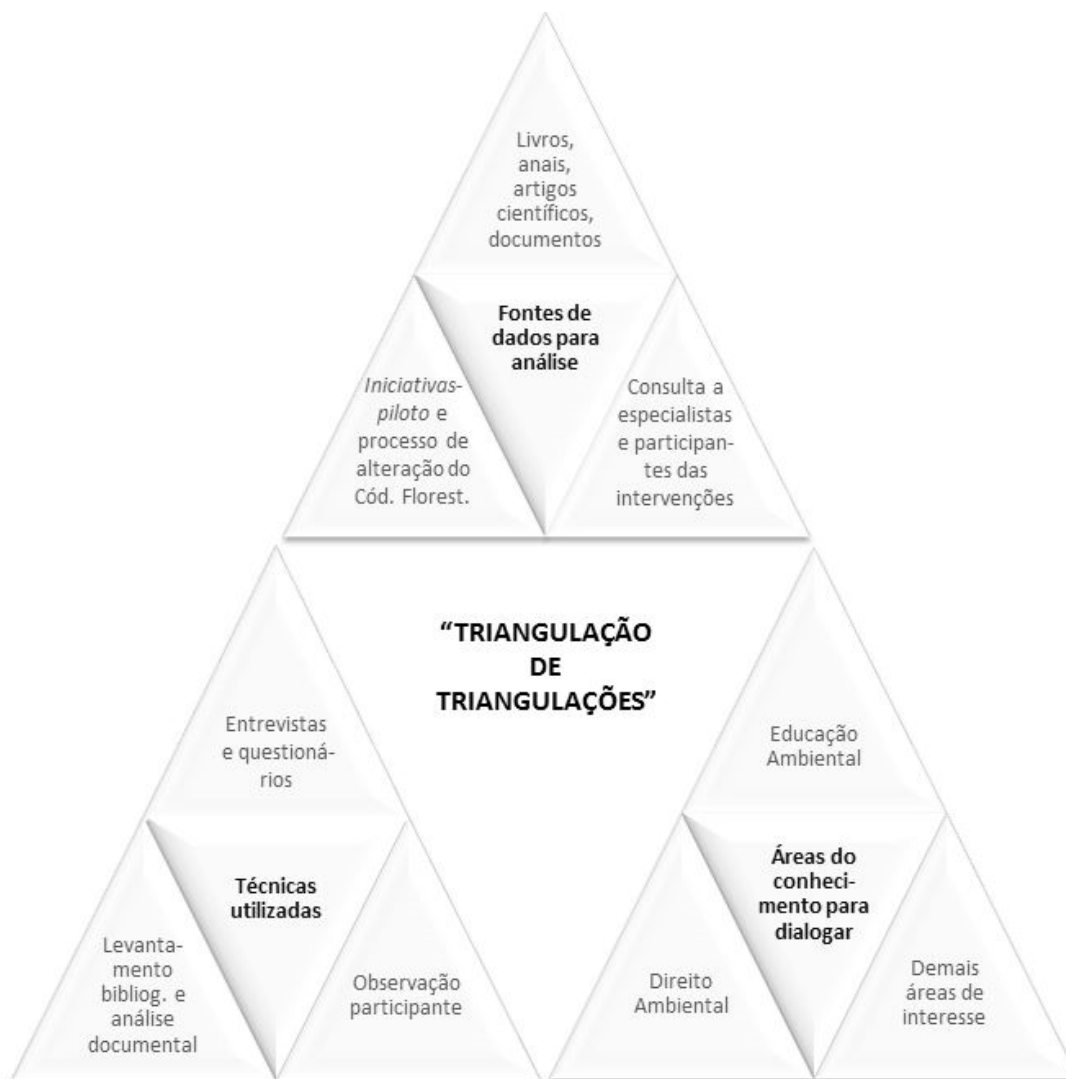 Livros,
anais,
artigos
científicos,
documentos
Fontes de
dados para
análise
Iniciativas-
piloto e
processo de
alteração do
Cód. Florest.
Consulta a
especialistas
e participan-
tes das
intervenções
“TRIANGULAÇÃO
DE
TRIANGULAÇÕES”
Entrevistas
e questioná-
rios
Técnicas
utilizadas
Levanta-
mento
bibliog. e
análise
documental
Observação
participante
Educação
Ambiental
Áreas do
conheci-
mento para
dialogar
Direito
Ambiental
Demais
áreas de
interesse